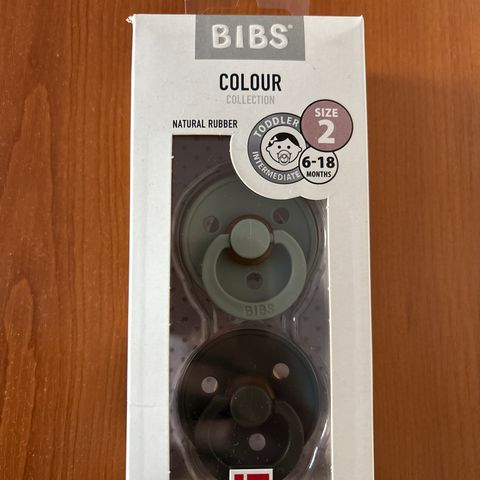 BIBS®
COLOUR
COLLECTION
NATURAL RUBBER
TODDLER
INTERMEDIATE
SIZE
2
6-18
MONTHS
BIBS